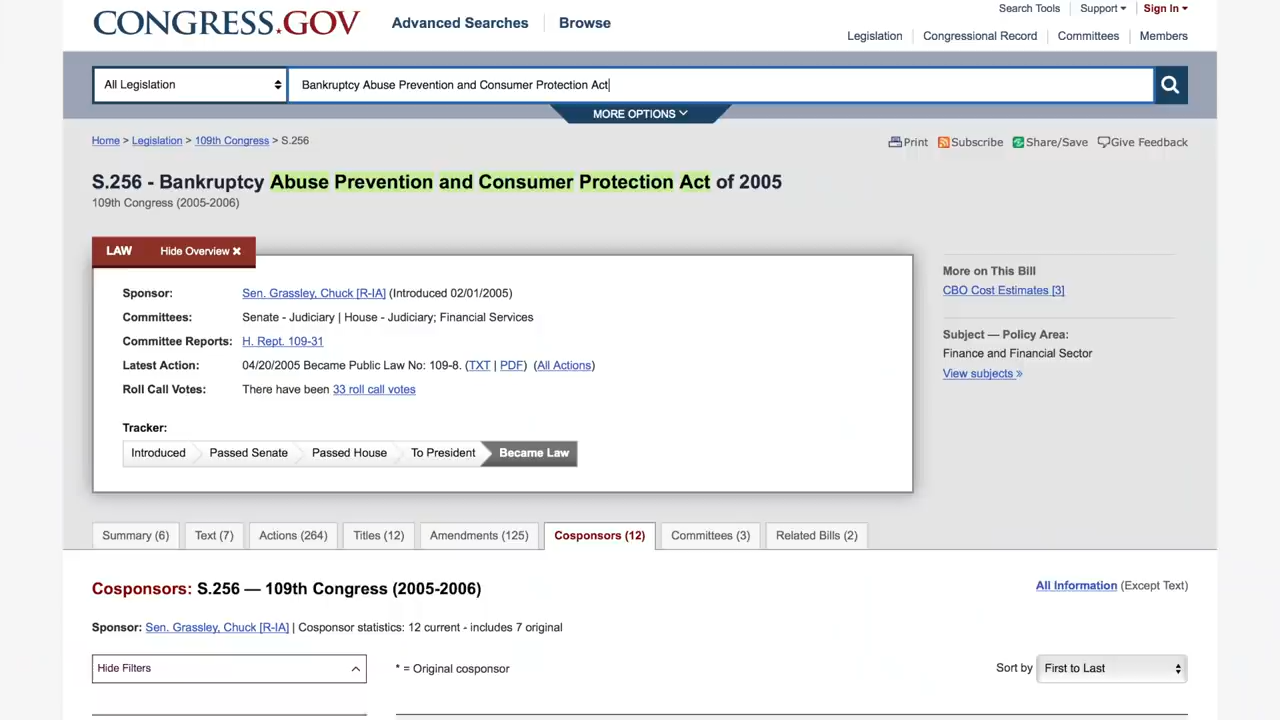 CONGRESS.GOV
Advanced Searches
Browse
Search Tools
Support
Sign In
Legislation
Congressional Record
Committees
Members
All Legislation
Bankruptcy Abuse Prevention and Consumer Protection Act
MORE OPTIONS
Home > Legislation > 109th Congress > S.256
Print
Subscribe
Share/Save
Give Feedback
S.256 - Bankruptcy Abuse Prevention and Consumer Protection Act of 2005
109th Congress (2005-2006)
LAW
Hide Overview ×
Sponsor: Sen. Grassley, Chuck [R-IA] (Introduced 02/01/2005)
Committees: Senate - Judiciary | House - Judiciary; Financial Services
Committee Reports: H. Rept. 109-31
Latest Action: 04/20/2005 Became Public Law No: 109-8. (TXT | PDF) (All Actions)
Roll Call Votes: There have been 33 roll call votes
Tracker:
Introduced
Passed Senate
Passed House
To President
Became Law
More on This Bill
CBO Cost Estimates [3]
Subject — Policy Area:
Finance and Financial Sector
View subjects »
Summary (6)
Text (7)
Actions (264)
Titles (12)
Amendments (125)
Cosponsors (12)
Committees (3)
Related Bills (2)
Cosponsors: S.256 — 109th Congress (2005-2006)
All Information (Except Text)
Sponsor: Sen. Grassley, Chuck [R-IA] | Cosponsor statistics: 12 current - includes 7 original
Hide Filters
* = Original cosponsor
Sort by
First to Last